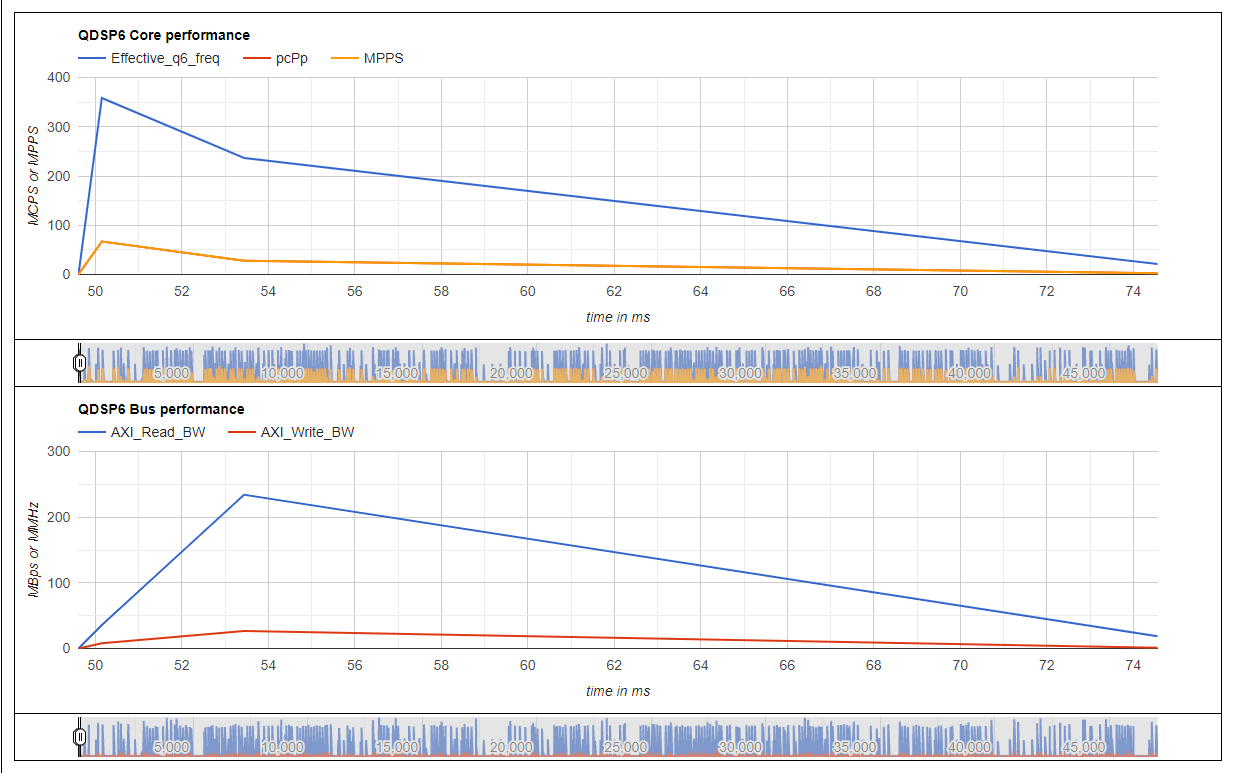 QDSP6 Core performance
Effective_q6_freq pcPp MPPS
400
300
200
100
0
MCPS or MPPS
50 52 54 56 58 60 62 64 66 68 70 72 74
time in ms
5,000 10,000 15,000 20,000 25,000 30,000 35,000 40,000 45,000
QDSP6 Bus performance
AXI_Read_BW AXI_Write_BW
300
200
100
0
MBps or MMHz
50 52 54 56 58 60 62 64 66 68 70 72 74
time in ms
5,000 10,000 15,000 20,000 25,000 30,000 35,000 40,000 45,000